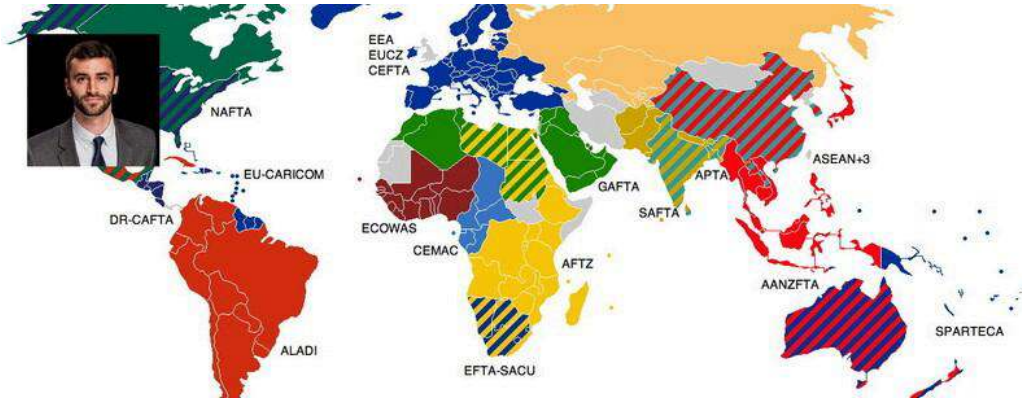 EEA
EUCZ
CEFTA
NAFTA
ASEAN+3
EU-CARICOM
APTA
GAFTA
SAFTA
DR-CAFTA
ECOWAS
CEMAC
AFTZ
AANZFTA
SPARTECA
ALADI
EFTA-SACU